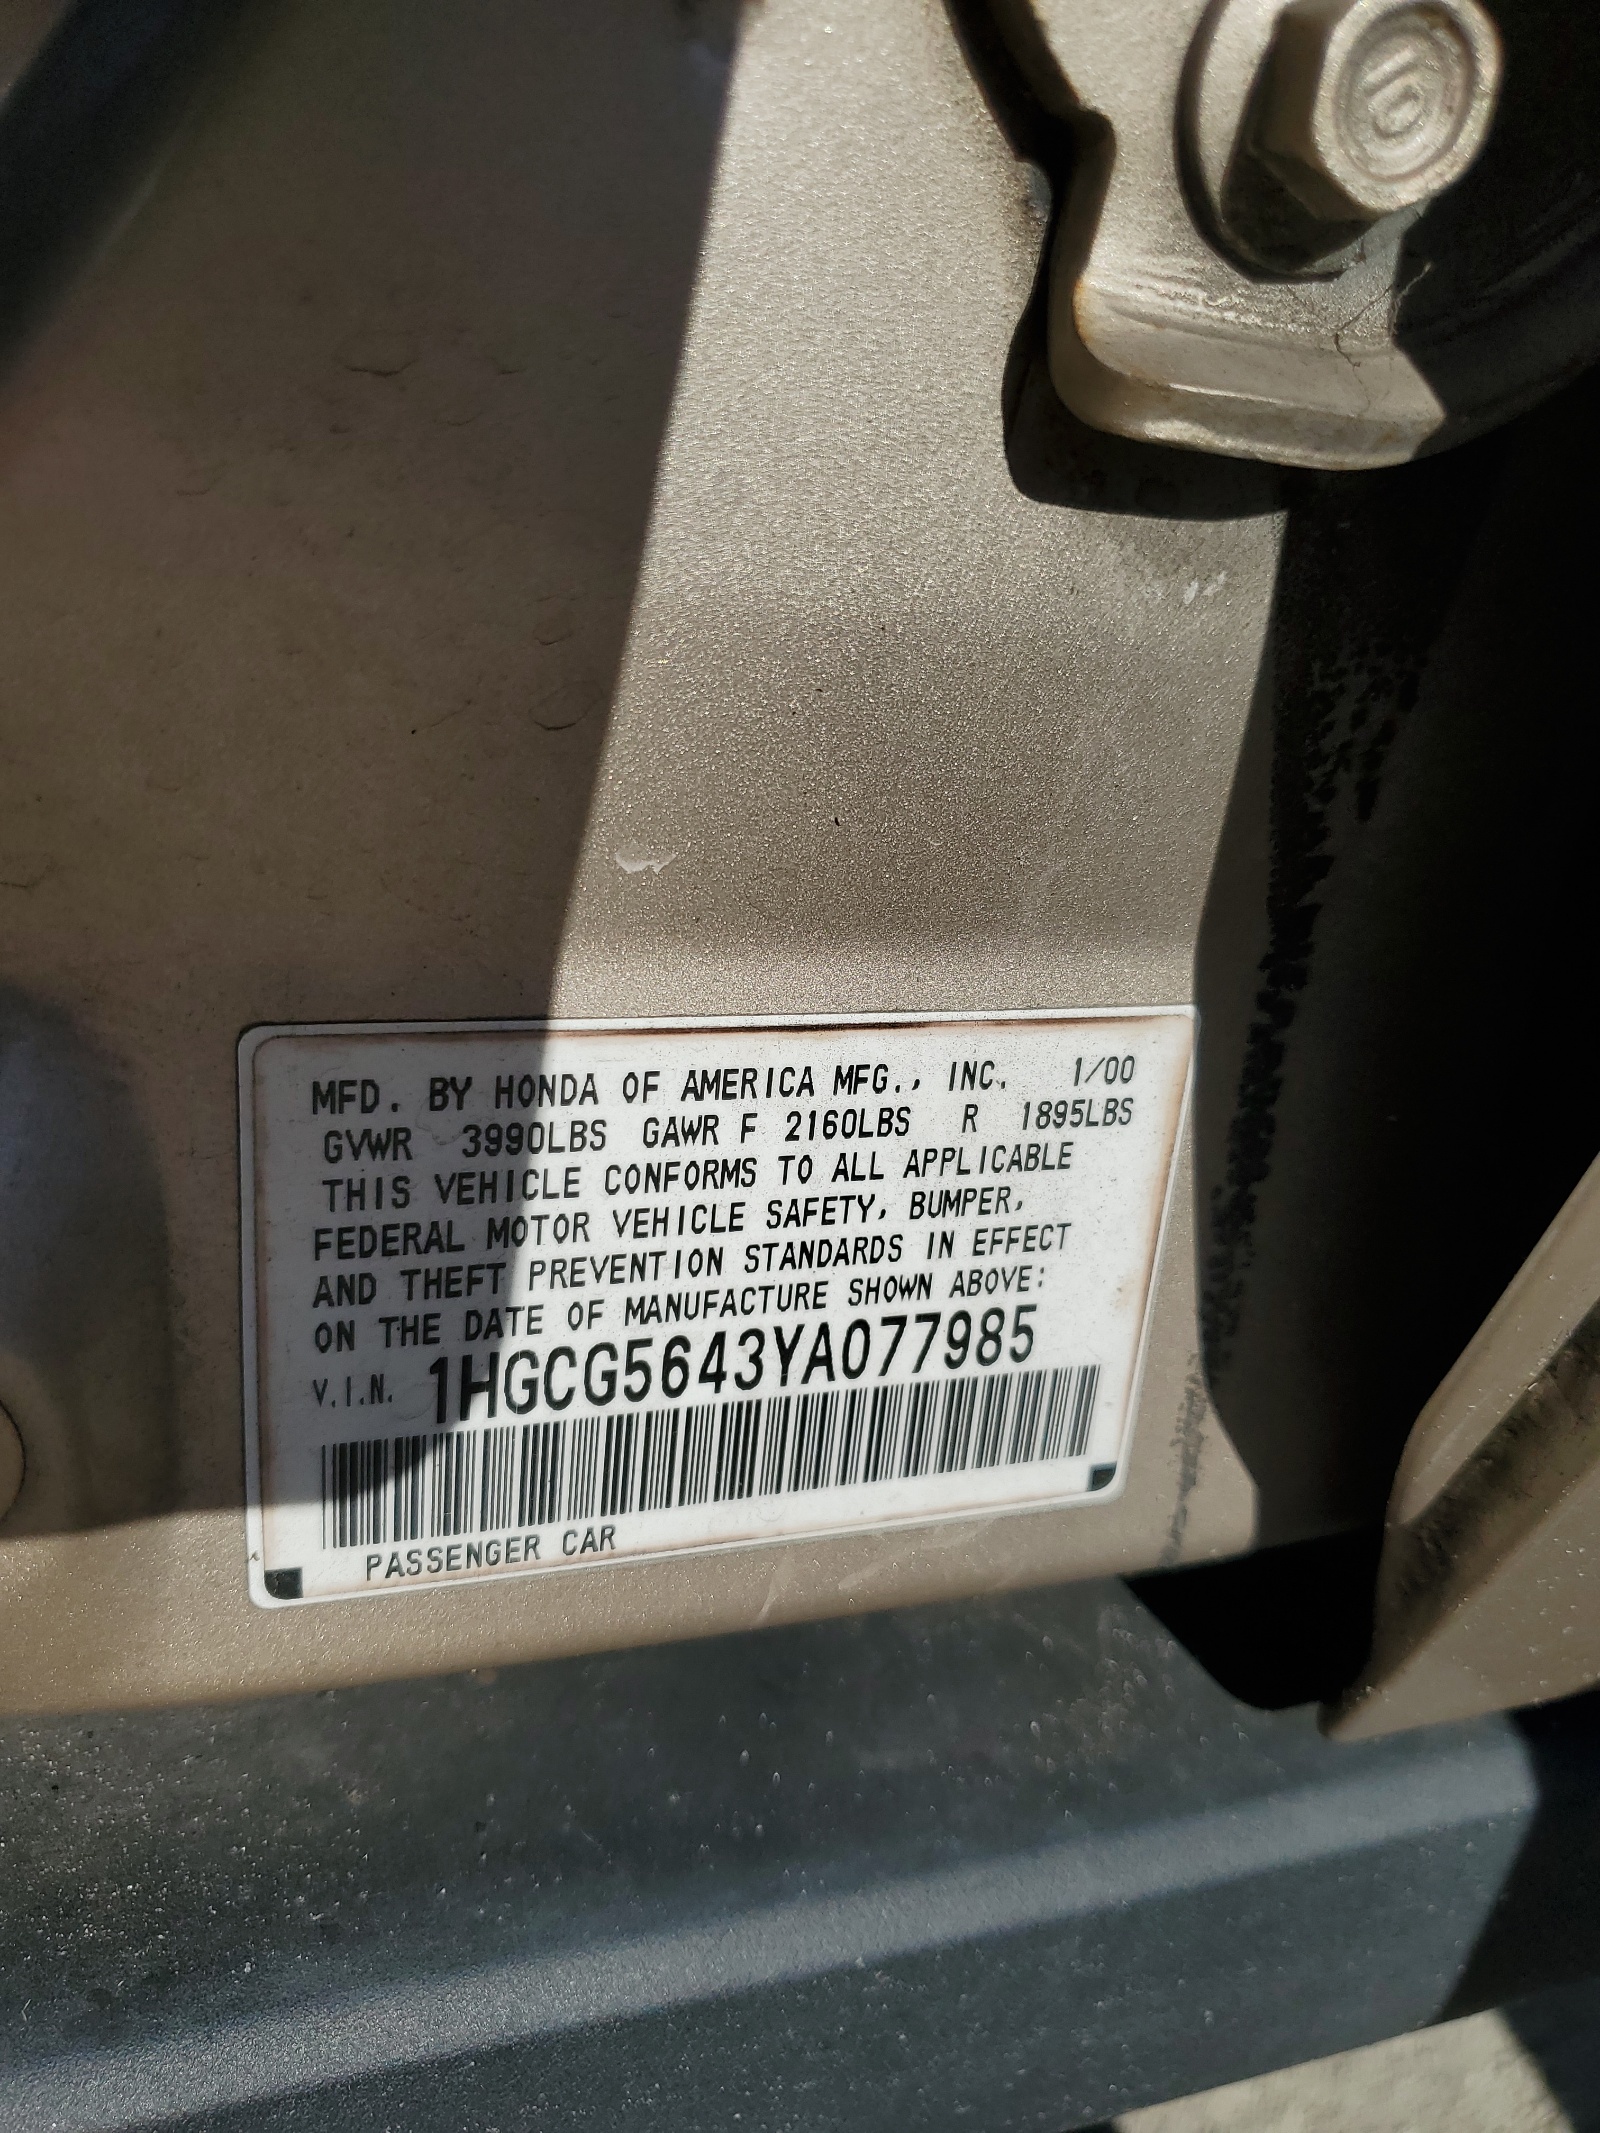 10
MFD. BY HONDA OF AMERICA MFG., INC. 1/00
GVWR 3990LBS GAWR F 2160LBS R 1895LBS
THIS VEHICLE CONFORMS TO ALL APPLICABLE
FEDERAL MOTOR VEHICLE SAFETY, BUMPER,
AND THEFT PREVENTION STANDARDS IN EFFECT
ON THE DATE OF MANUFACTURE SHOWN ABOVE:
V.I.N. 1HGCG5643YA077985
PASSENGER CAR